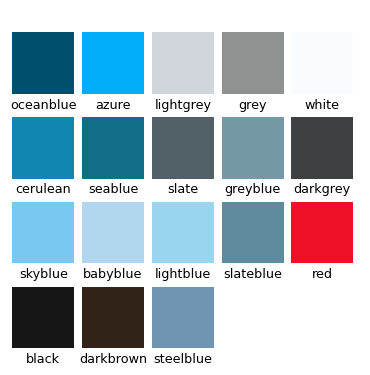 oceanblue azure lightgrey grey white
cerulean seablue slate greyblue darkgrey
skyblue babyblue lightblue slateblue red
black darkbrown steelblue